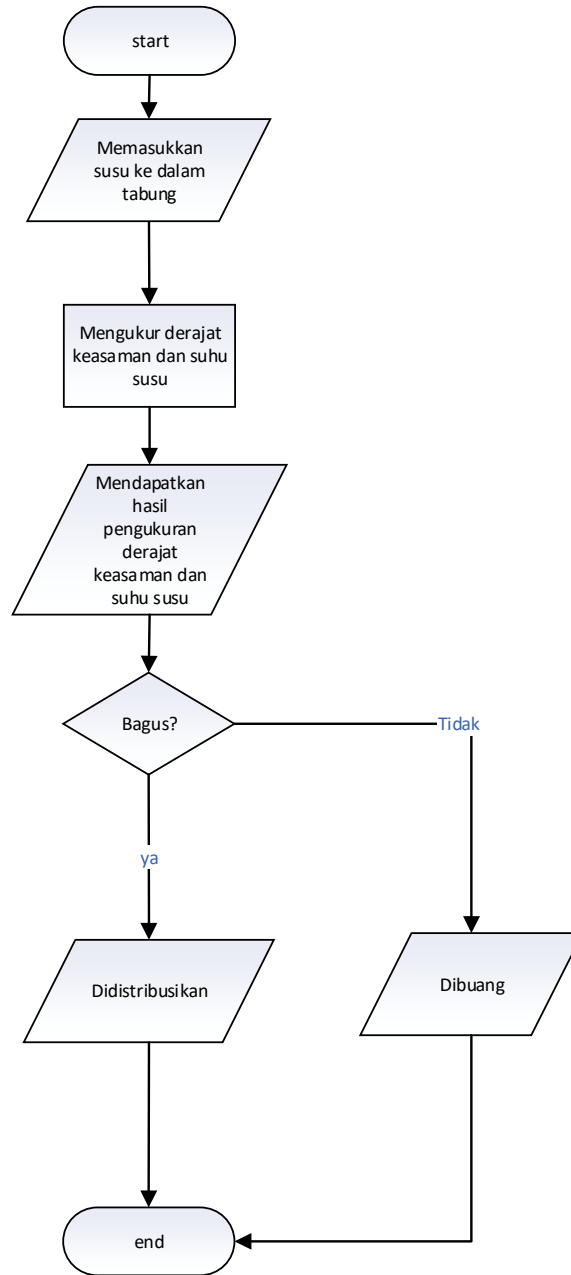 start
Memasukkan
susu ke dalam
tabung
Mengukur derajat
keasaman dan suhu
susu
Mendapatkan
hasil
pengukuran
derajat
keasaman dan
suhu susu
Bagus?
Tidak
ya
Didistribusikan
Dibuang
end